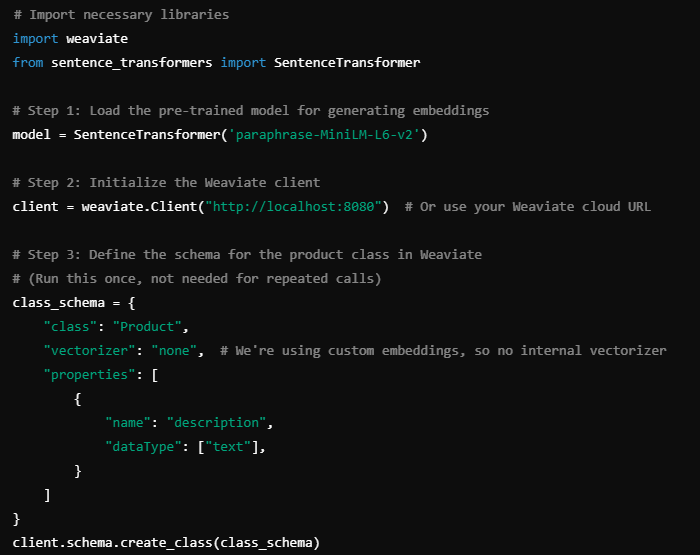 # Import necessary libraries
import weaviate
from sentence_transformers import SentenceTransformer

# Step 1: Load the pre-trained model for generating embeddings
model = SentenceTransformer('paraphrase-MiniLM-L6-v2')

# Step 2: Initialize the Weaviate client
client = weaviate.Client("http://localhost:8080")  # Or use your Weaviate cloud URL

# Step 3: Define the schema for the product class in Weaviate
# (Run this once, not needed for repeated calls)
class_schema = {
    "class": "Product",
    "vectorizer": "none",  # We're using custom embeddings, so no internal vectorizer
    "properties": [
        {
            "name": "description",
            "dataType": ["text"],
        }
    ]
}
client.schema.create_class(class_schema)